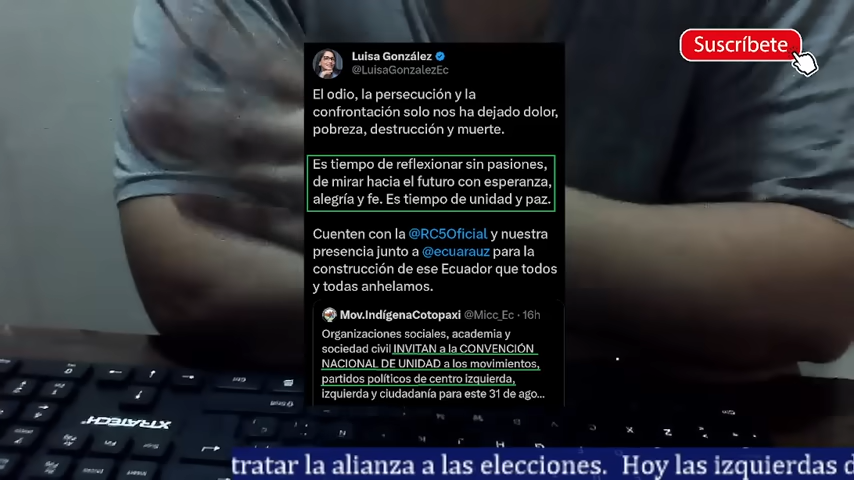 Suscríbete
Luisa González
@LuisaGonzalezEc
El odio, la persecución y la
confrontación solo nos ha dejado dolor,
pobreza, destrucción y muerte.
Es tiempo de reflexionar sin pasiones,
de mirar hacia el futuro con esperanza,
alegría y fe. Es tiempo de unidad y paz.
Cuenten con la @RC5Oficial y nuestra
presencia junto a @ecuarauz para la
construcción de ese Ecuador que todos
y todas anhelamos.
Mov.IndígenaCotopaxi @Micc_Ec · 16h
Organizaciones sociales, academia y
sociedad civil INVITAN a la CONVENCIÓN
NACIONAL DE UNIDAD a los movimientos,
partidos políticos de centro izquierda,
izquierda y ciudadanía para este 31 de ago...
XTRATECH
tratar la alianza a las elecciones. Hoy las izquierdas d